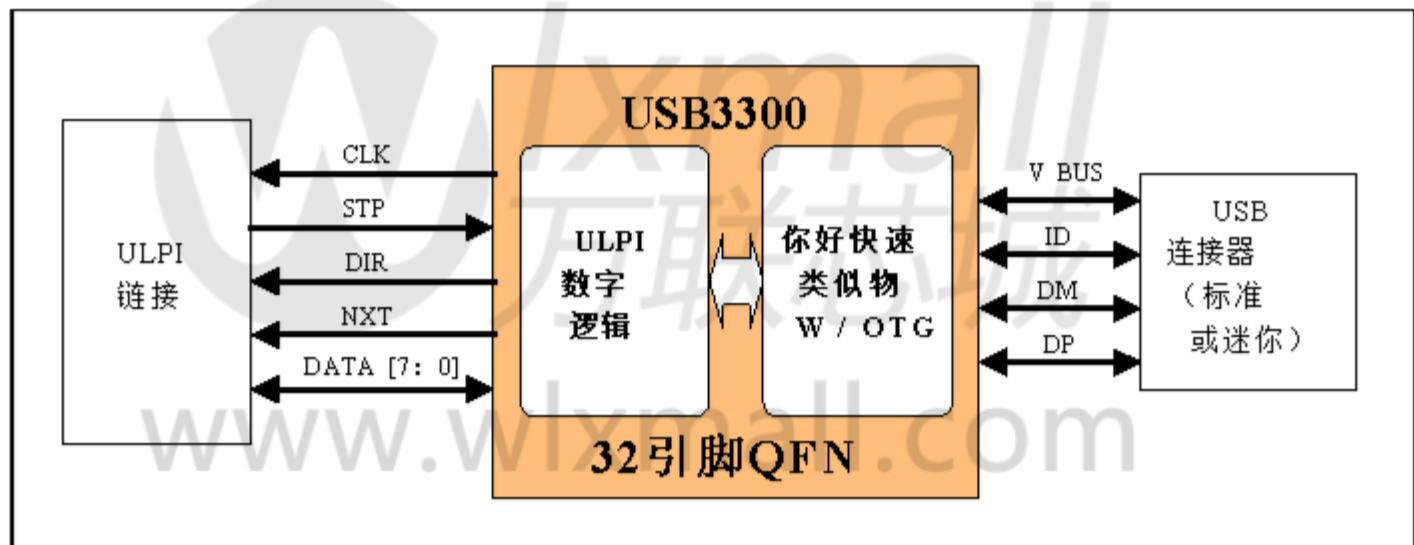 USB3300
ULPI
链接
CLK
STP
DIR
NXT
DATA [7: 0]
ULPI
数字
逻辑
你好快速
类似物
W / OTG
V BUS
ID
DM
DP
USB
连接器
（标准
或迷你）
32引脚QFN
wlxmall
万联芯城
www.wlxmall.com